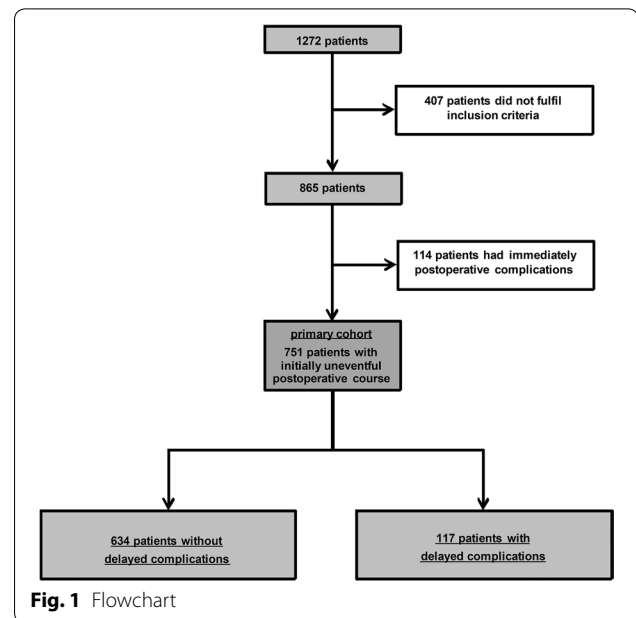 1272 patients
407 patients did not fulfil
inclusion criteria
865 patients
114 patients had immediately
postoperative complications
primary cohort
751 patients with
initially uneventful
postoperative course
634 patients without
delayed complications
117 patients with
delayed complications
Fig. 1 Flowchart